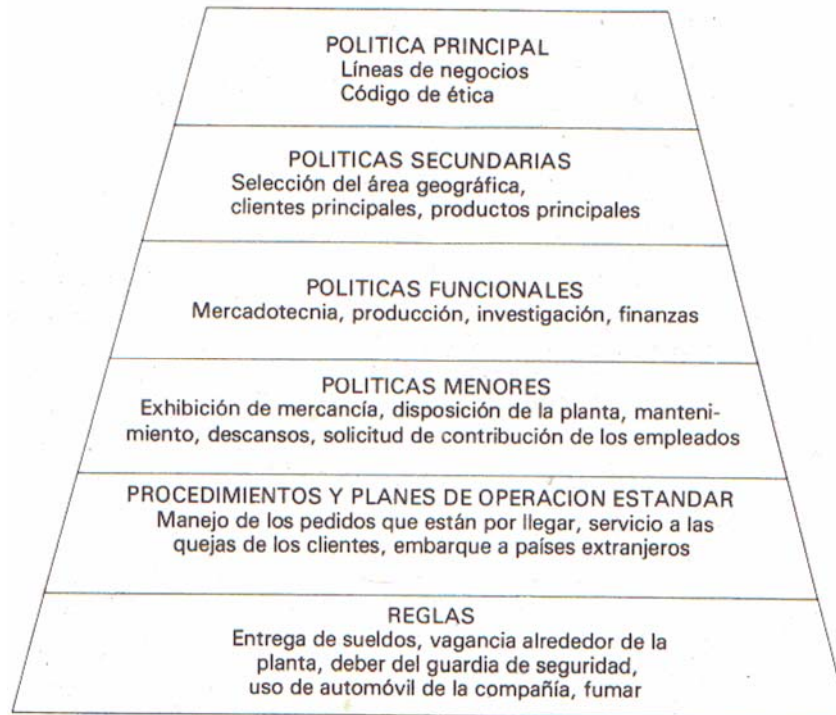 POLITICA PRINCIPAL
Líneas de negocios
Código de ética
POLITICAS SECUNDARIAS
Selección del área geográfica,
clientes principales, productos principales
POLITICAS FUNCIONALES
Mercadotecnia, producción, investigación, finanzas
POLITICAS MENORES
Exhibición de mercancía, disposición de la planta, manteni-
miento, descansos, solicitud de contribución de los empleados
PROCEDIMIENTOS Y PLANES DE OPERACION ESTANDAR
Manejo de los pedidos que están por llegar, servicio a las
quejas de los clientes, embarque a países extranjeros
REGLAS
Entrega de sueldos, vagancia alrededor de la
planta, deber del guardia de seguridad,
uso de automóvil de la compañía, fumar